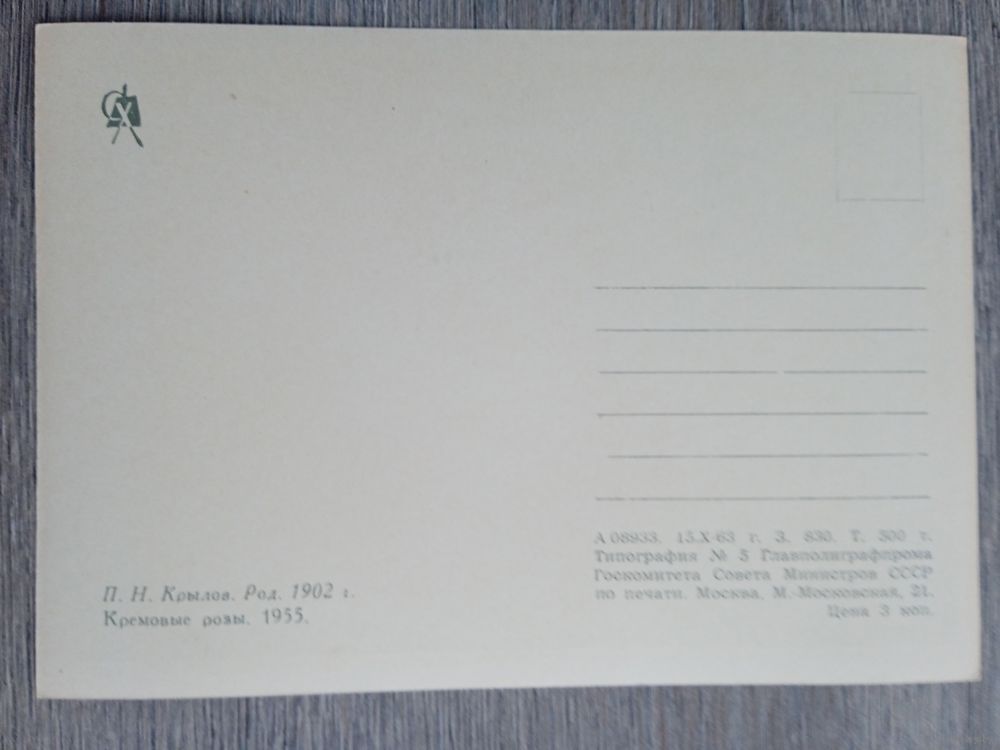 П. Н. Крылов. Род. 1902 г.
Кремовые розы. 1955.
А 08933. 15.X-63 г. З. 830. Т. 500 т.
Типография № 5 Главполиграфпрома
Госкомитета Совета Министров СССР
по печати. Москва, М.-Московская, 21.
Цена 3 коп.